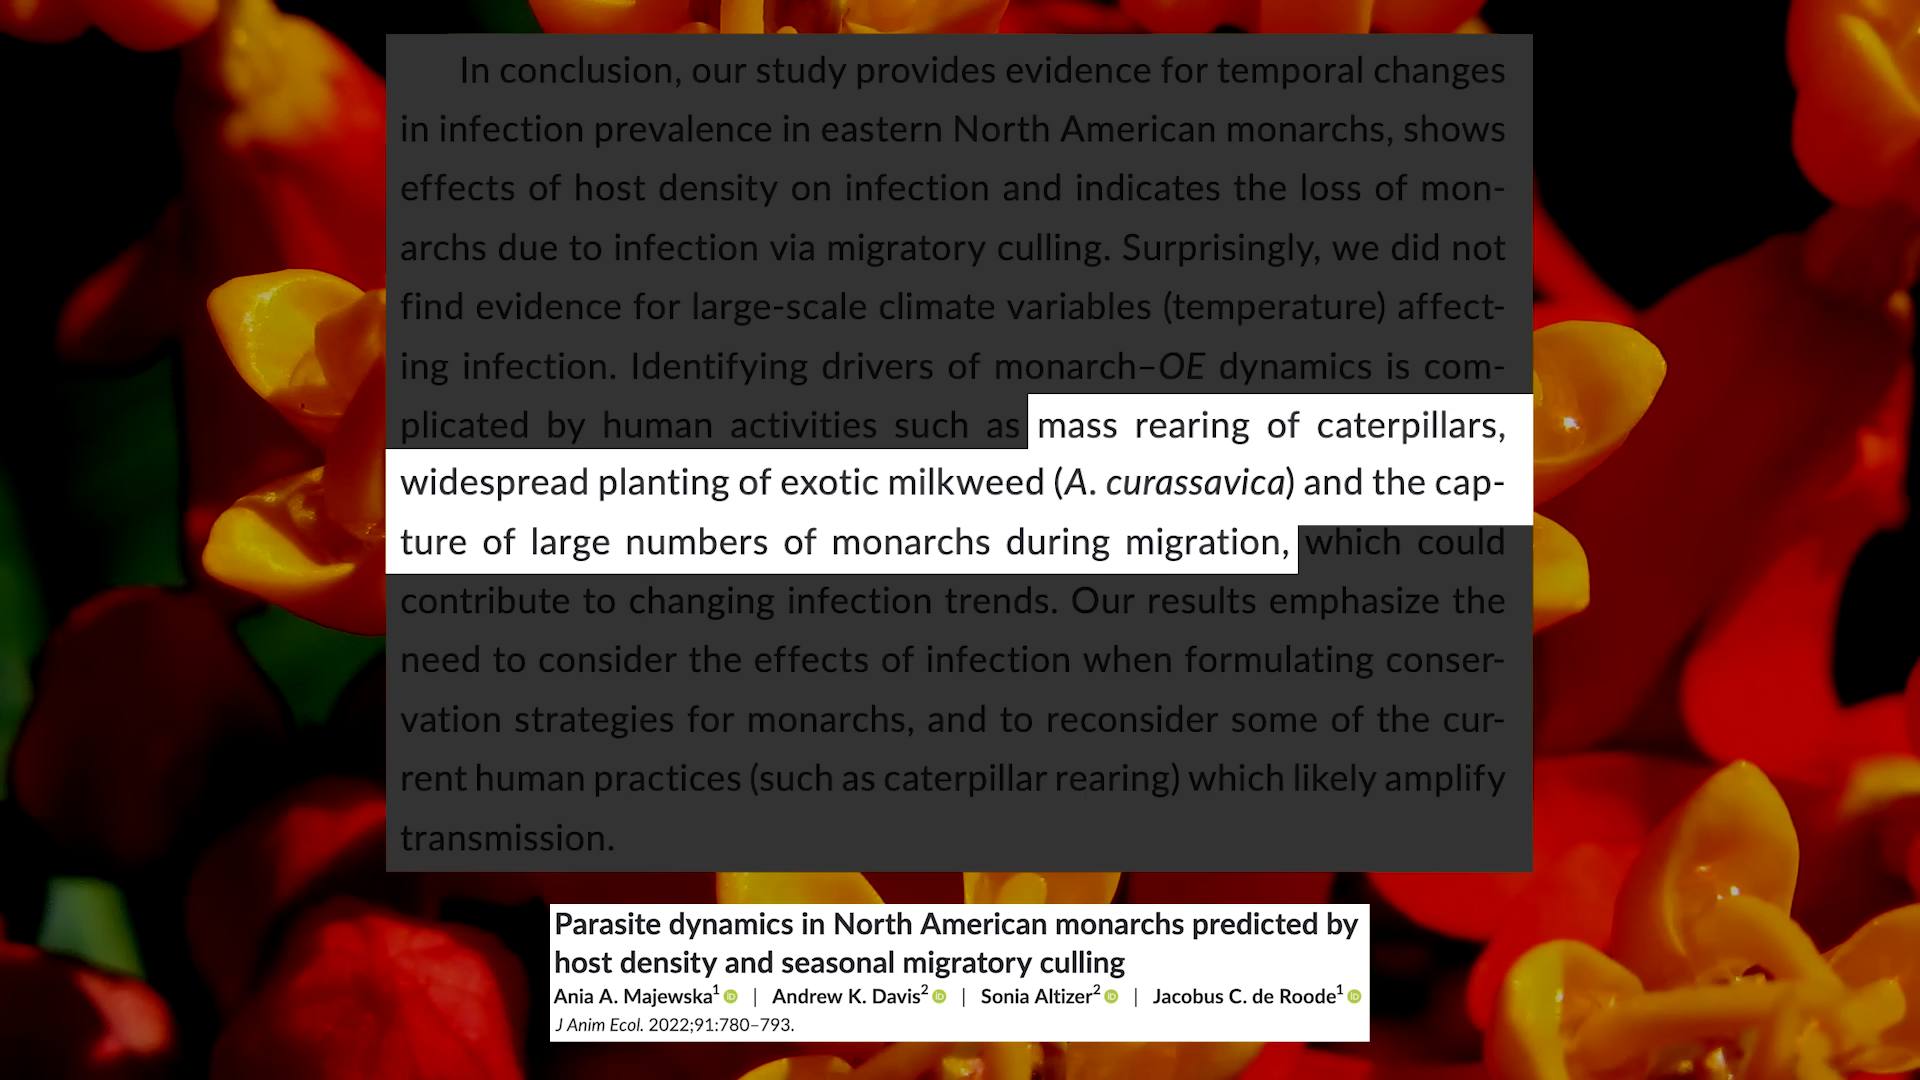 In conclusion, our study provides evidence for temporal changes
in infection prevalence in eastern North American monarchs, shows
effects of host density on infection and indicates the loss of mon-
archs due to infection via migratory culling. Surprisingly, we did not
find evidence for large-scale climate variables (temperature) affect-
ing infection. Identifying drivers of monarch–OE dynamics is com-
plicated by human activities such as mass rearing of caterpillars,
widespread planting of exotic milkweed (A. curassavica) and the cap-
ture of large numbers of monarchs during migration, which could
contribute to changing infection trends. Our results emphasize the
need to consider the effects of infection when formulating conser-
vation strategies for monarchs, and to reconsider some of the cur-
rent human practices (such as caterpillar rearing) which likely amplify
transmission.
Parasite dynamics in North American monarchs predicted by
host density and seasonal migratory culling
Ania A. Majewska1 iD | Andrew K. Davis2 iD | Sonia Altizer2 iD | Jacobus C. de Roode1 iD
J Anim Ecol. 2022;91:780–793.